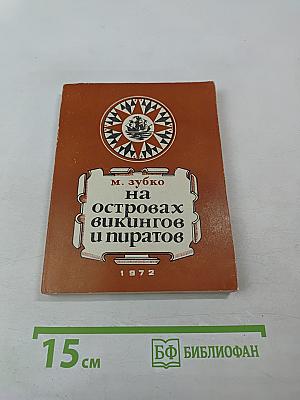 М. ЗУБКО
на
островах
викингов
и пиратов
1972
15 см
БФ БИБЛИОФАН